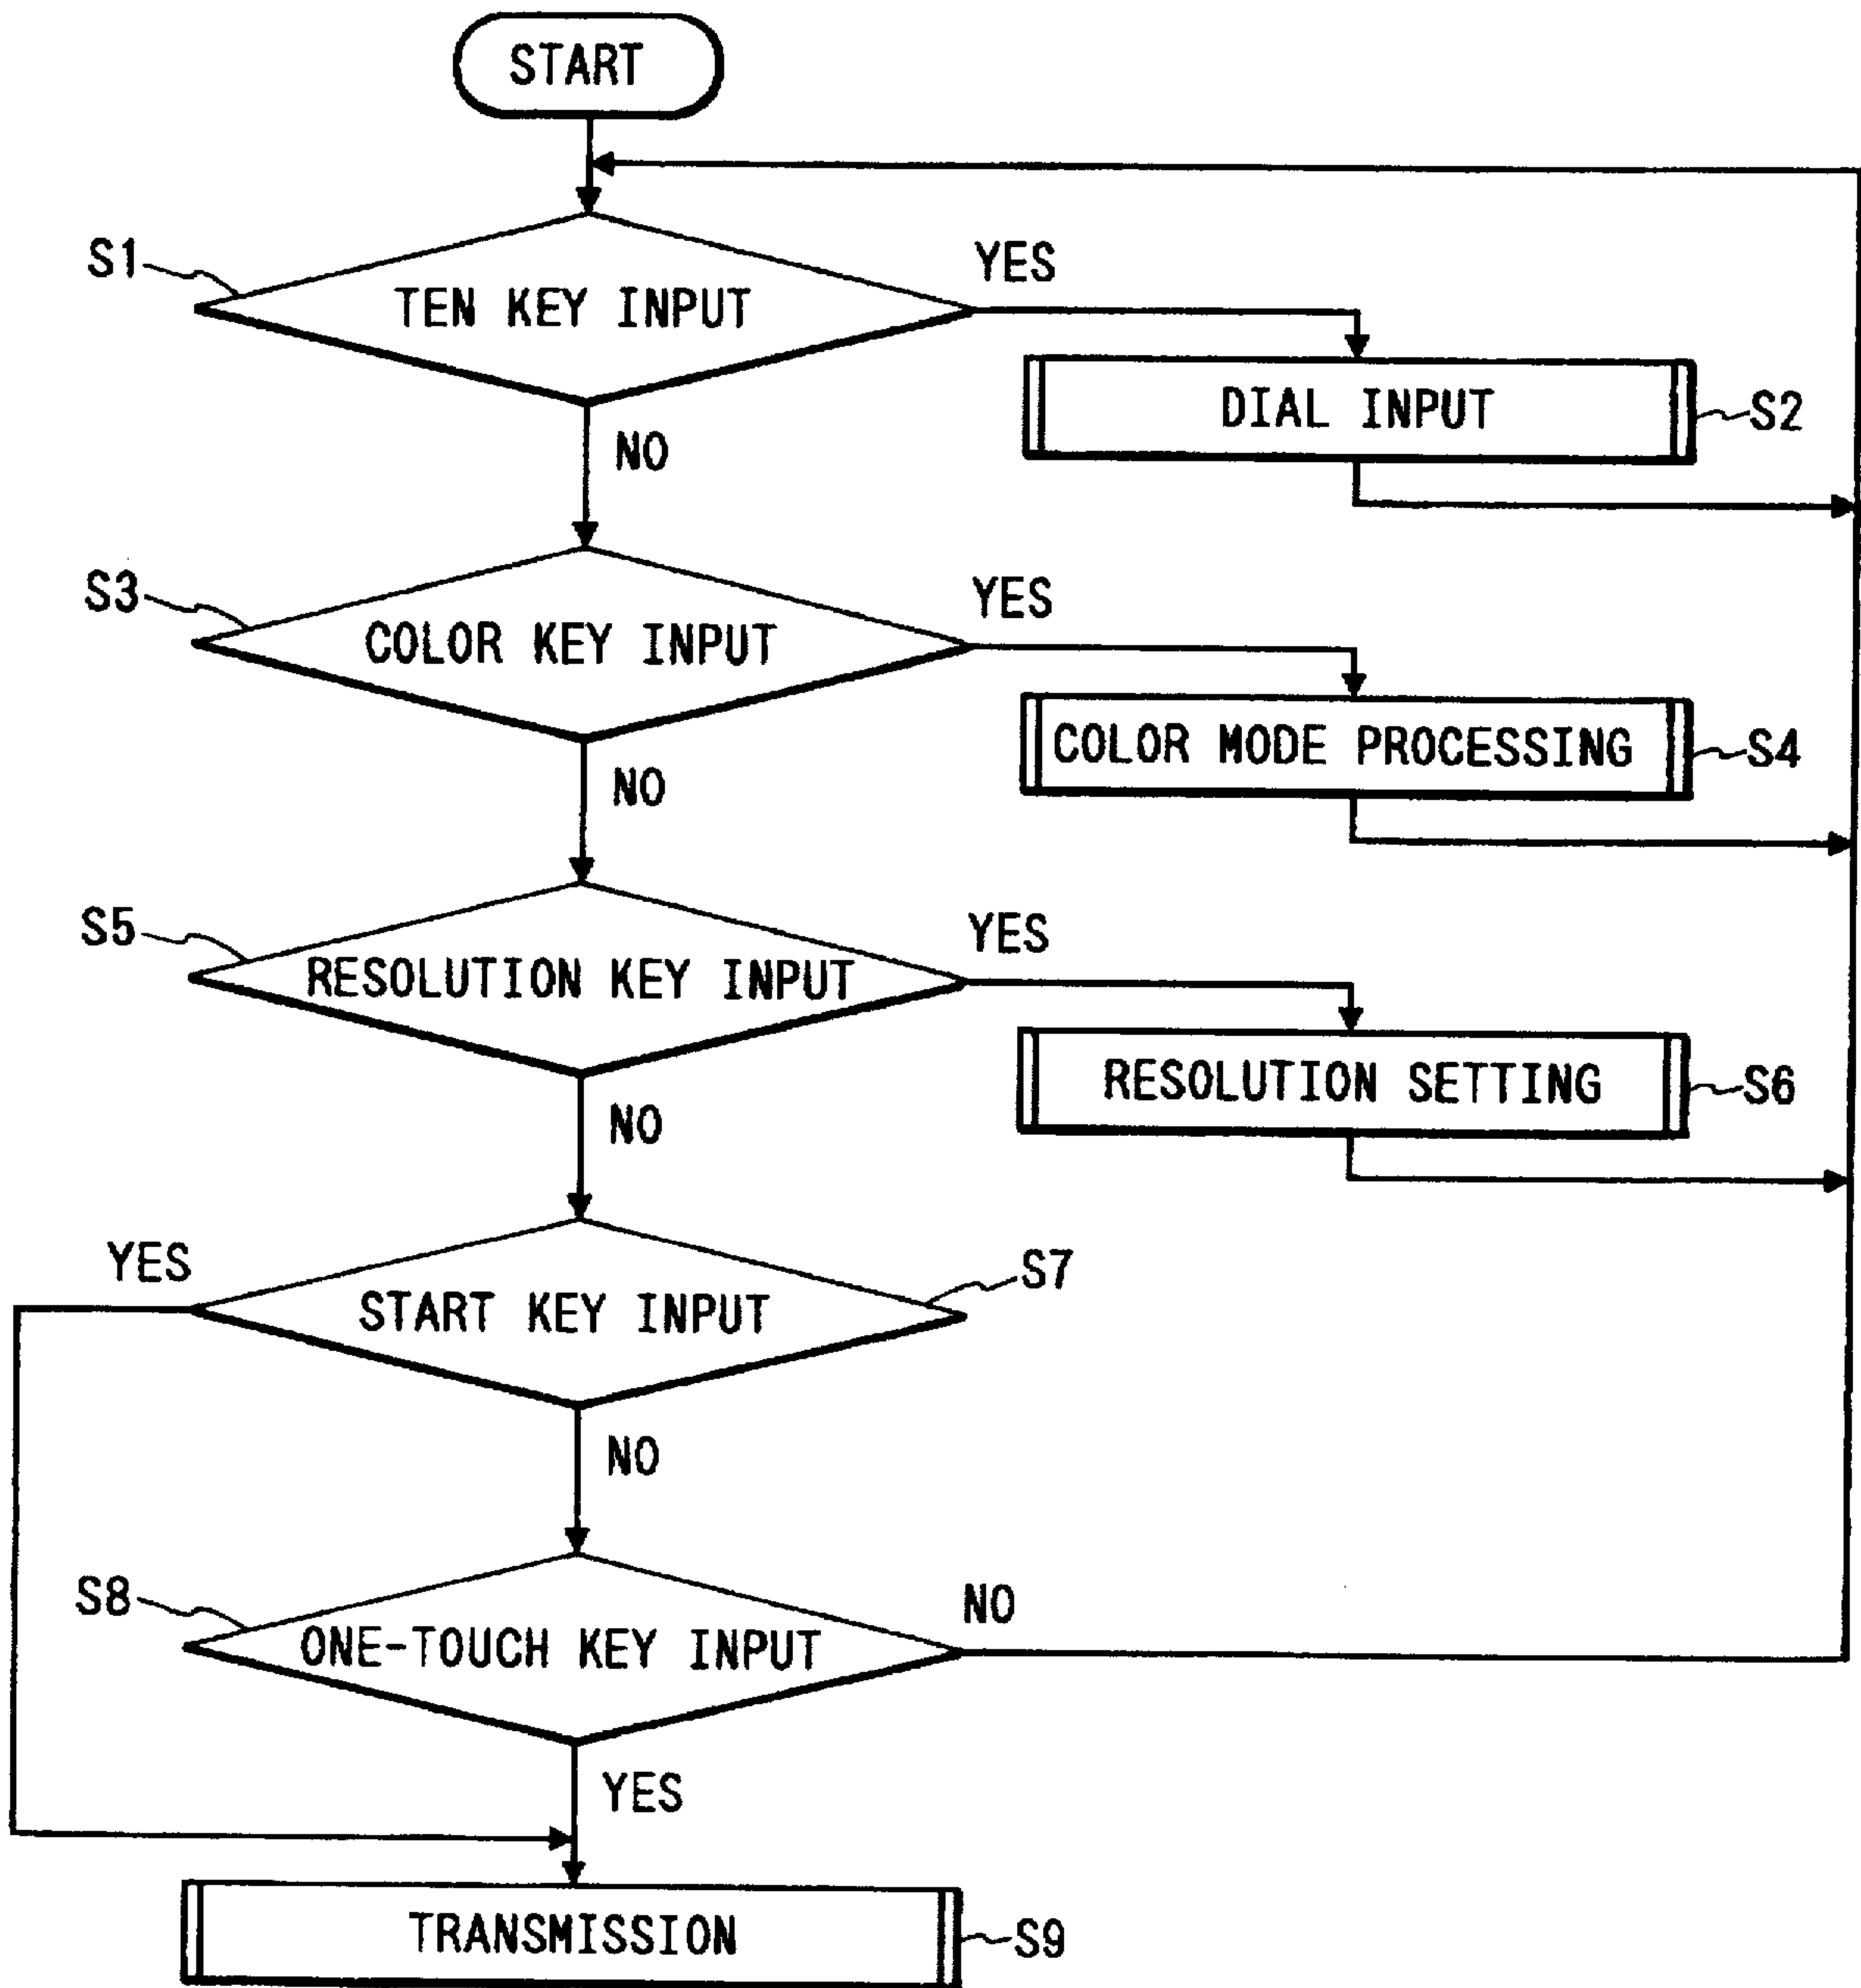 START
S1
TEN KEY INPUT
YES
DIAL INPUT
S2
NO
S3
COLOR KEY INPUT
YES
COLOR MODE PROCESSING
S4
NO
S5
RESOLUTION KEY INPUT
YES
RESOLUTION SETTING
S6
NO
YES
START KEY INPUT
S7
NO
S8
ONE-TOUCH KEY INPUT
NO
YES
TRANSMISSION
S9